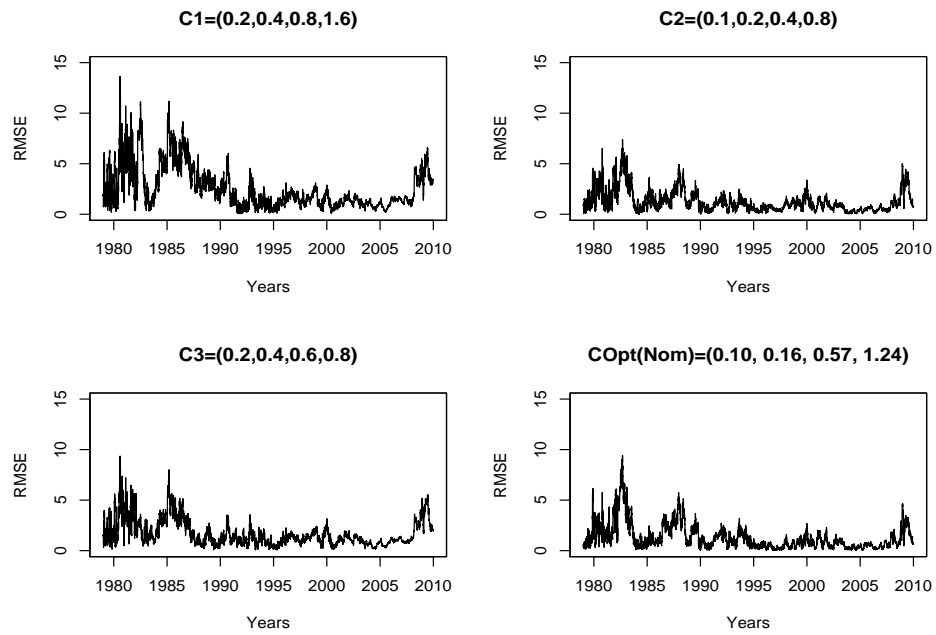 C1=(0.2,0.4,0.8,1.6)
RMSE
15
10
5
0
1980 1985 1990 1995 2000 2005 2010
Years
C2=(0.1,0.2,0.4,0.8)
RMSE
15
10
5
0
1980 1985 1990 1995 2000 2005 2010
Years
C3=(0.2,0.4,0.6,0.8)
RMSE
15
10
5
0
1980 1985 1990 1995 2000 2005 2010
Years
COpt(Nom)=(0.10, 0.16, 0.57, 1.24)
RMSE
15
10
5
0
1980 1985 1990 1995 2000 2005 2010
Years